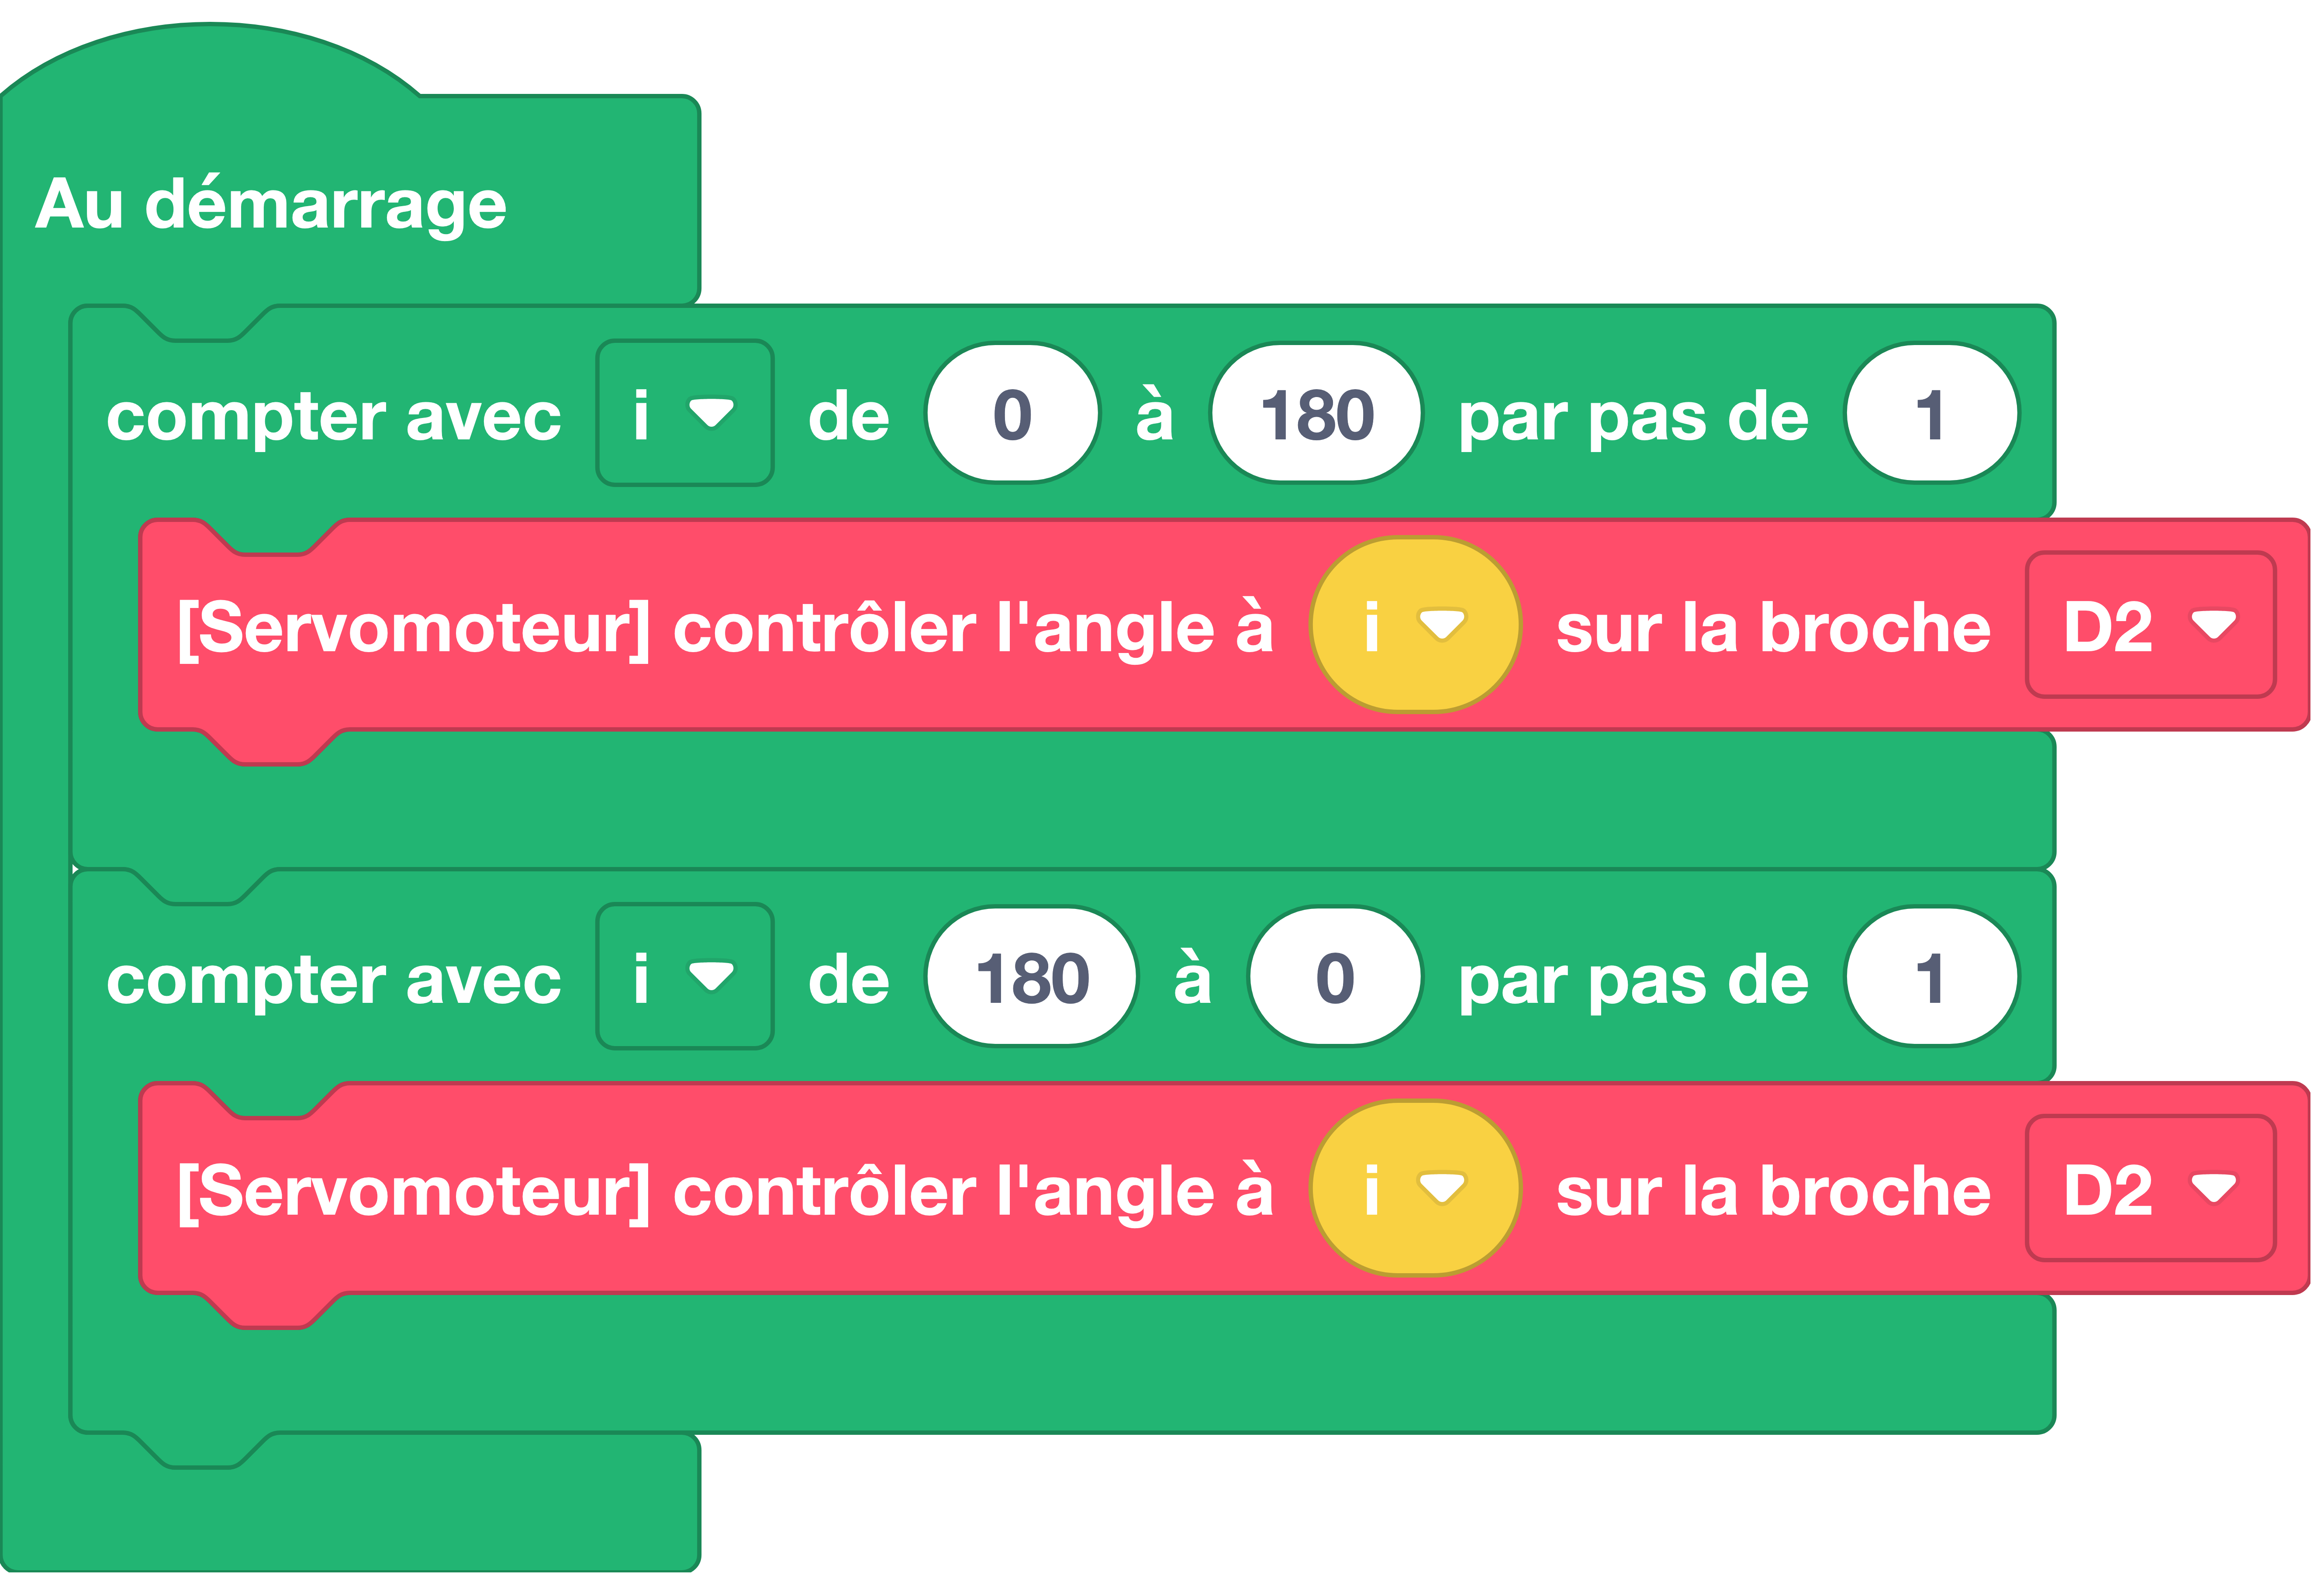 Au démarrage
compter avec i de 0 à 180 par pas de 1
[Servomoteur] contrôler l'angle à i sur la broche D2
compter avec i de 180 à 0 par pas de 1
[Servomoteur] contrôler l'angle à i sur la broche D2